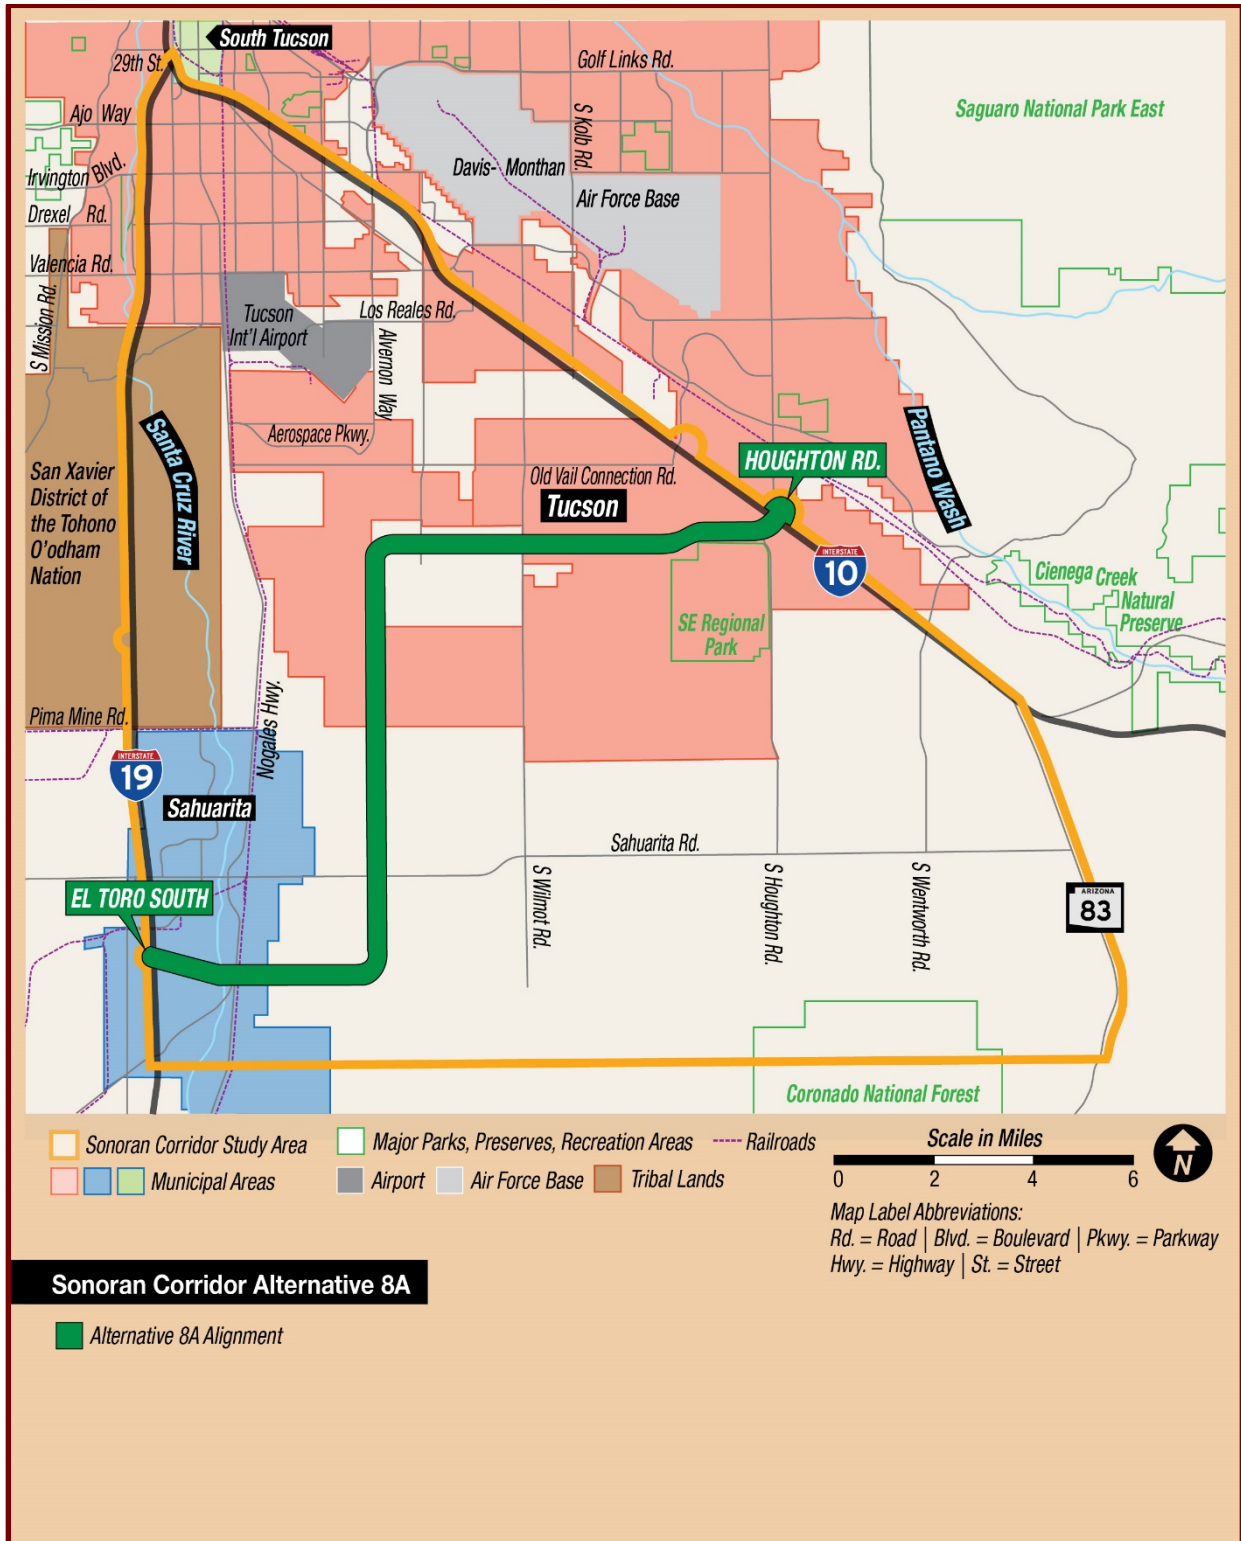 South Tucson
29th St.
Golf Links Rd.
Ajo Way
S Kolb Rd.
Saguaro National Park East
Irvington Blvd.
Davis- Monthan
Air Force Base
Drexel Rd.
Valencia Rd.
S Mission Rd.
Tucson
Int'l Airport
Los Reales Rd.
Alvernon Way
Aerospace Pkwy.
Santa Cruz River
San Xavier
District of
the Tohono
O'odham
Nation
Old Vail Connection Rd.
Tucson
HOUGHTON RD.
Pantano Wash
INTERSTATE
10
Cienega Creek
Natural
Preserve
SE Regional
Park
Pima Mine Rd.
Nogales Hwy.
INTERSTATE
19
Sahuarita
Sahuarita Rd.
EL TORO SOUTH
S Wilmot Rd.
S Houghton Rd.
S Wentworth Rd.
ARIZONA
83
Coronado National Forest
Sonoran Corridor Study Area
Major Parks, Preserves, Recreation Areas
Railroads
Municipal Areas
Airport
Air Force Base
Tribal Lands
Scale in Miles
0 2 4 6
N
Map Label Abbreviations:
Rd. = Road | Blvd. = Boulevard | Pkwy. = Parkway
Hwy. = Highway | St. = Street
Sonoran Corridor Alternative 8A
Alternative 8A Alignment